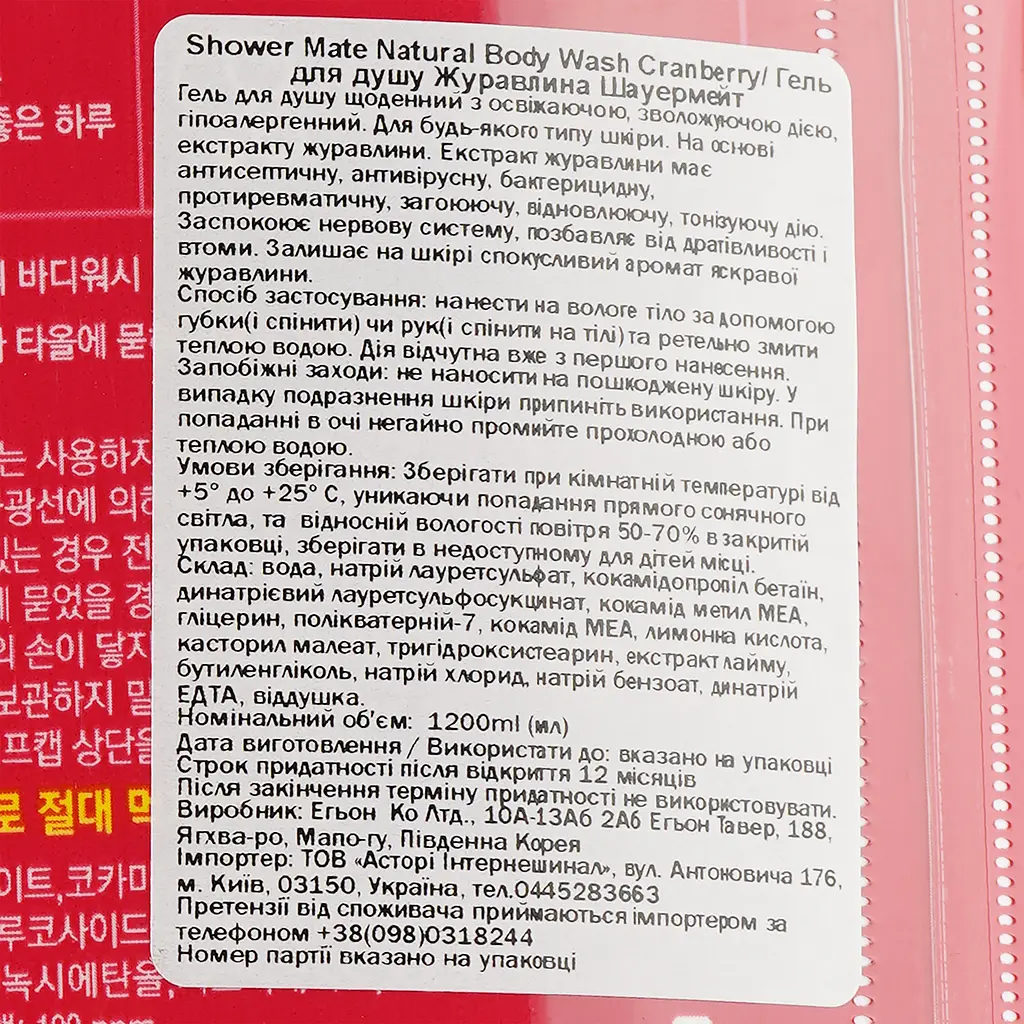 Shower Mate Natural Body Wash Cranberry/ Гель
для душу Журавлина Шауермейт
Гель для душу щоденний з освіжаючою, зволожуючою дією,
гіпоалергенний. Для будь-якого типу шкіри. На основі
екстракту журавлини. Екстракт журавлини має
антисептичну, антивірусну, бактерицидну,
протиревматичну, загоюючу, відновлюючу, тонізуючу дію.
Заспокоює нервову систему, позбавляє від дратівливості і
втоми. Залишає на шкірі спокусливий аромат яскравої
журавлини.
Спосіб застосування: нанести на вологе тіло за допомогою
губки(і спінити) чи рук(і спінити на тілі) та ретельно змити
теплою водою. Дія відчутна вже з першого нанесення.
Запобіжні заходи: не наносити на пошкоджену шкіру. У
випадку подразнення шкіри припиніть використання. При
попаданні в очі негайно промийте прохолодною або
теплою водою.
Умови зберігання: Зберігати при кімнатній температурі від
+5° до +25° С, уникаючи попадання прямого сонячного
світла, та відносній вологості повітря 50-70% в закритій
упаковці, зберігати в недоступному для дітей місці.
Склад: вода, натрій лауретсульфат, кокамідопропіл бетаїн,
динатрієвий лауретсульфосукцинат, кокамід метил МЕА,
гліцерин, полікватерній-7, кокамід МЕА, лимонна кислота,
касторил малеат, тригідроксистеарин, екстракт лайму,
бутиленгліколь, натрій хлорид, натрій бензоат, динатрій
ЕДТА, віддушка.
Номінальний об'єм: 1200ml (мл)
Дата виготовлення / Використати до: вказано на упаковці
Строк придатності після відкриття 12 місяців
Після закінчення терміну придатності не використовувати.
Виробник: Егьон Ко Лтд., 10А-13Аб 2Аб Егьон Тавер, 188,
Ягхва-ро, Мапо-гу, Південна Корея
Імпортер: ТОВ «Асторі Інтернешинал», вул. Антоновича 176,
м. Київ, 03150, Україна, тел.0445283663
Претензії від споживача приймаються імпортером за
телефоном +38(098)0318244
Номер партії вказано на упаковці
좋은 하루
바디워시
타올에
는 사용하지
광선에 의해
있는 경우 전
묻었을 경
손이 닿지
보관하지 말
프캡 상단을
로 절대 먹
이트,코카미
루코사이드
녹시에탄올,